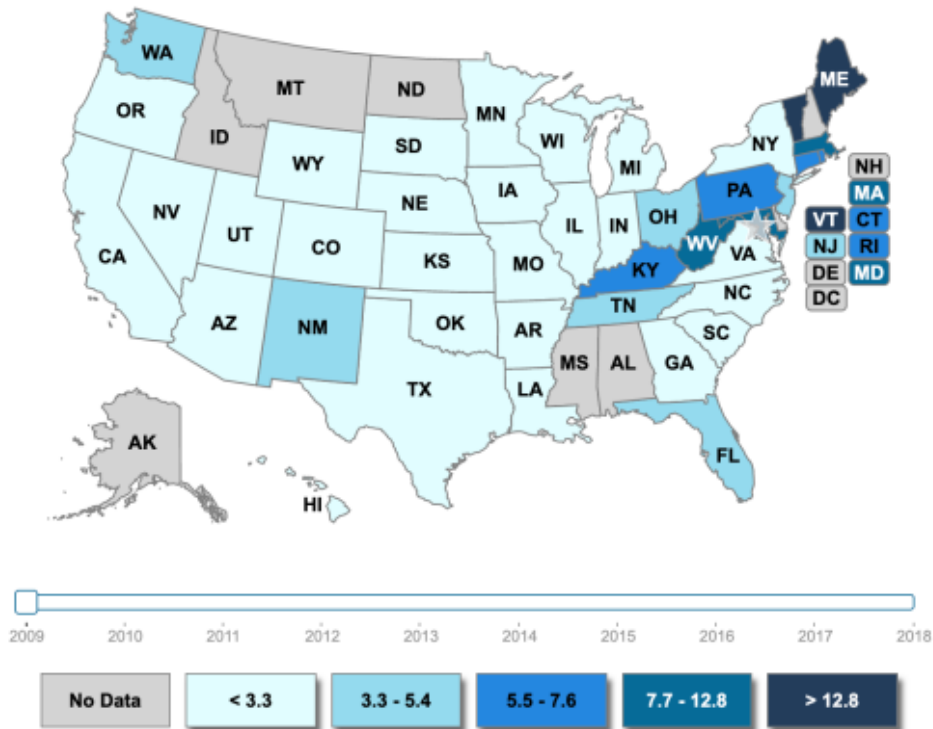 WA
ME
MT
ND
MN
OR
ID
WI
NY
SD
MI
WY
NH
PA
IA
MA
NE
OH
NV
IL
IN
VT
CT
UT
WV
NJ
RI
CO
VA
CA
KS
MO
KY
DE
MD
NC
DC
TN
AZ
NM
OK
AR
SC
MS
AL
GA
TX
LA
AK
FL
HI
2009 2010 2011 2012 2013 2014 2015 2016 2017 2018
No Data < 3.3 3.3 - 5.4 5.5 - 7.6 7.7 - 12.8 > 12.8